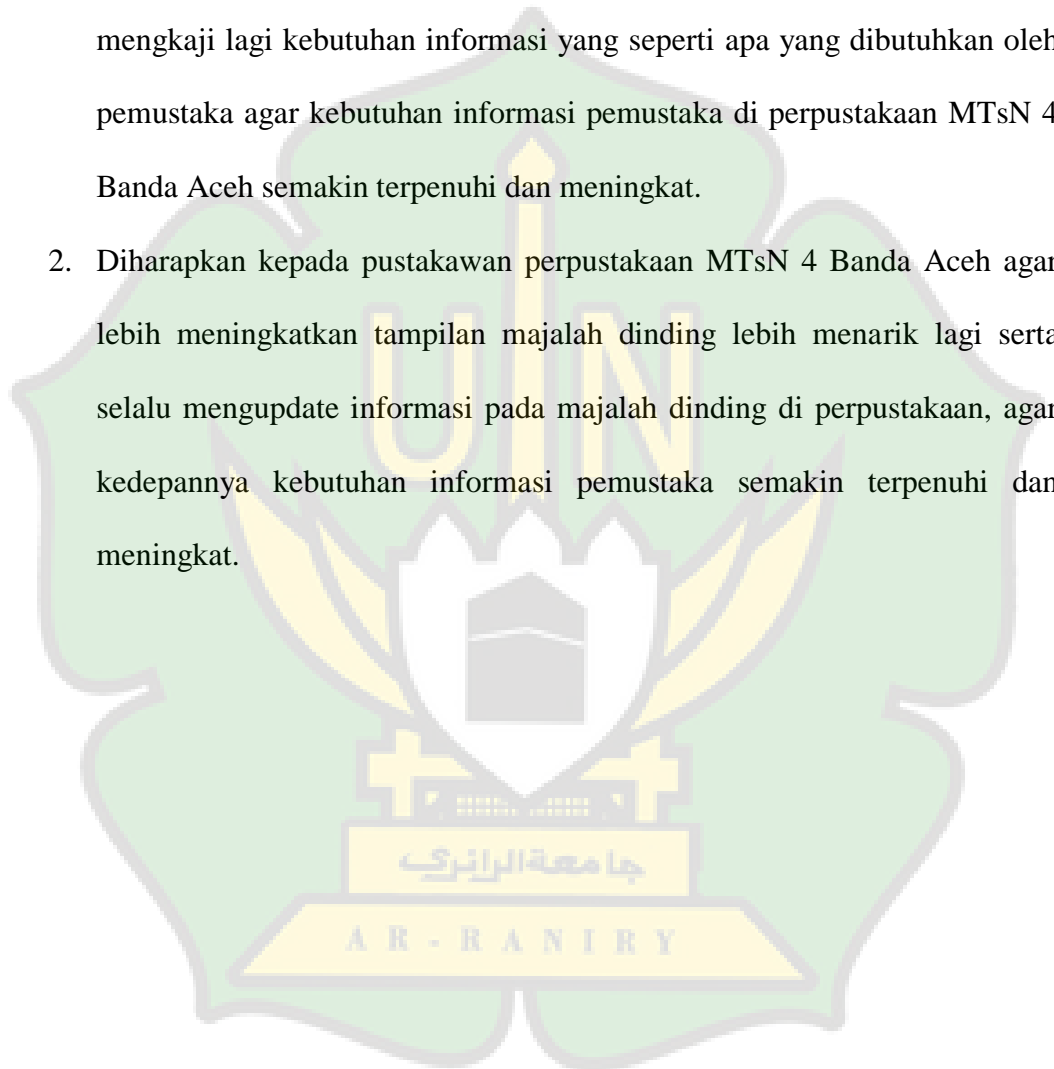 mengkaji lagi kebutuhan informasi yang seperti apa yang dibutuhkan oleh
pemustaka agar kebutuhan informasi pemustaka di perpustakaan MTsN 4
Banda Aceh semakin terpenuhi dan meningkat.
2. Diharapkan kepada pustakawan perpustakaan MTsN 4 Banda Aceh agar
lebih meningkatkan tampilan majalah dinding lebih menarik lagi serta
selalu mengupdate informasi pada majalah dinding di perpustakaan, agar
kedepannya kebutuhan informasi pemustaka semakin terpenuhi dan
meningkat.
UIN
جامعة الرانري
AR-RANIRY